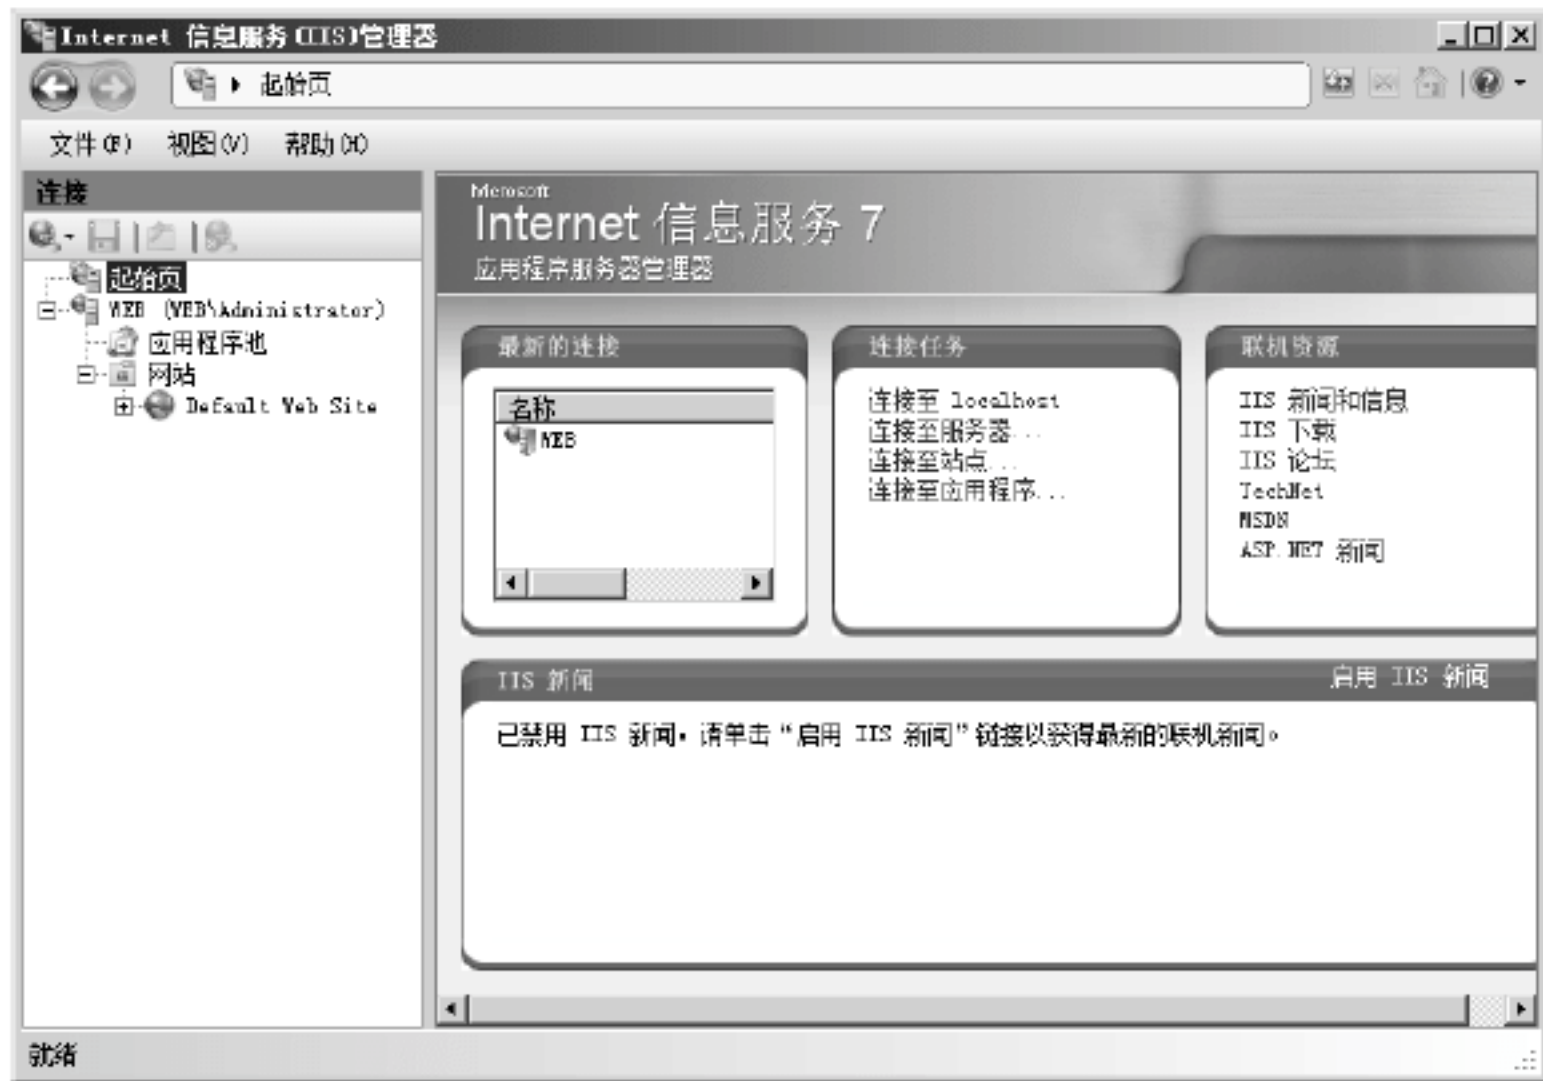 Internet 信息服务(IIS)管理器
起始页
文件(F) 视图(V) 帮助(H)
连接
起始页
WEB (WEB\Administrator)
应用程序池
网站
Default Web Site
Microsoft
Internet 信息服务 7
应用程序服务器管理器
最新的连接
名称
WEB
连接任务
连接至 localhost
连接至服务器...
连接至站点...
连接至应用程序...
联机资源
IIS 新闻和信息
IIS 下载
IIS 论坛
TechNet
MSDN
ASP.NET 新闻
IIS 新闻
启用 IIS 新闻
已禁用 IIS 新闻，请单击“启用 IIS 新闻”链接以获得最新的联机新闻。
就绪